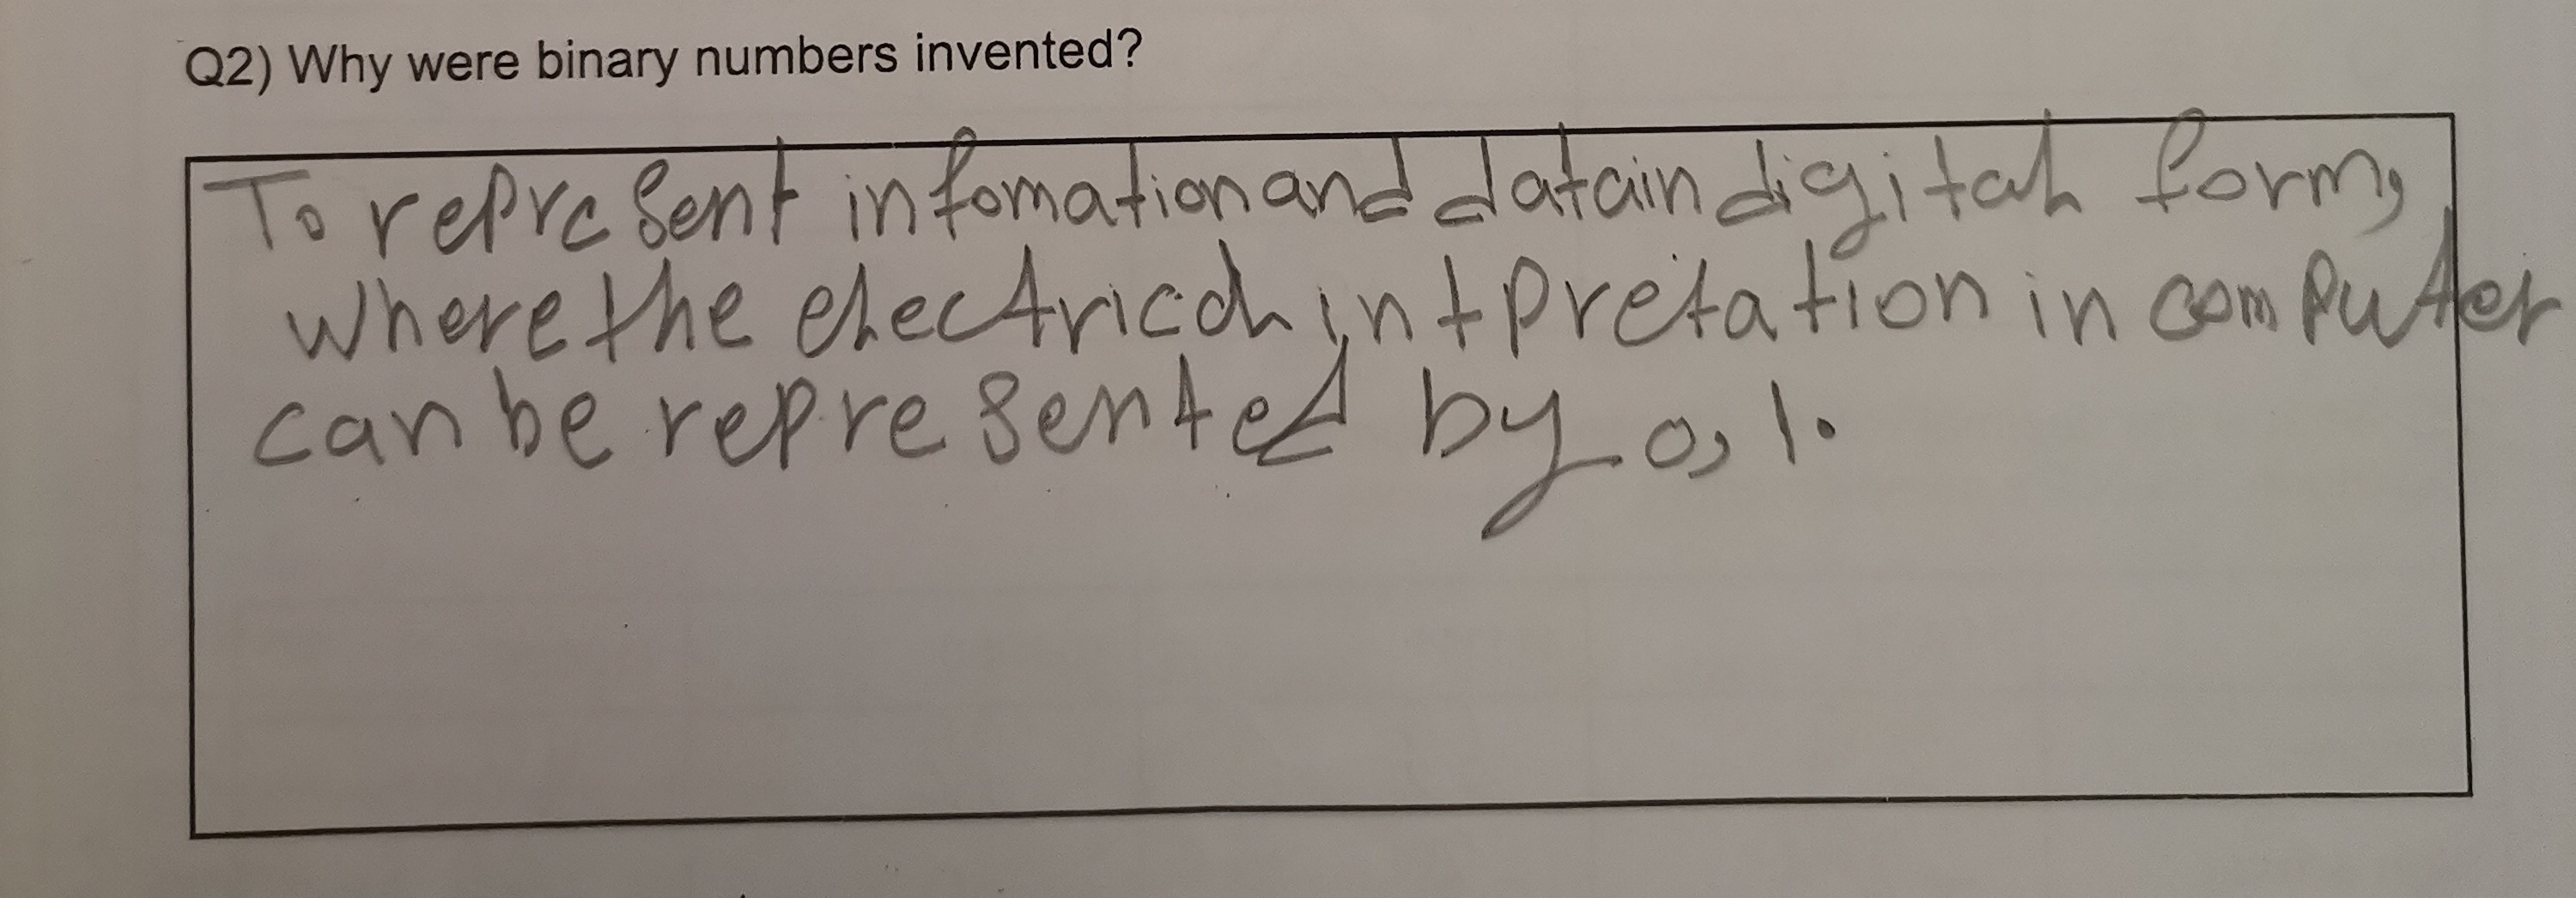 Q2) Why were binary numbers invented?
To represent infomation and data in digital form,
where the electrical intpretation in computer
can be represented by 0, 1.